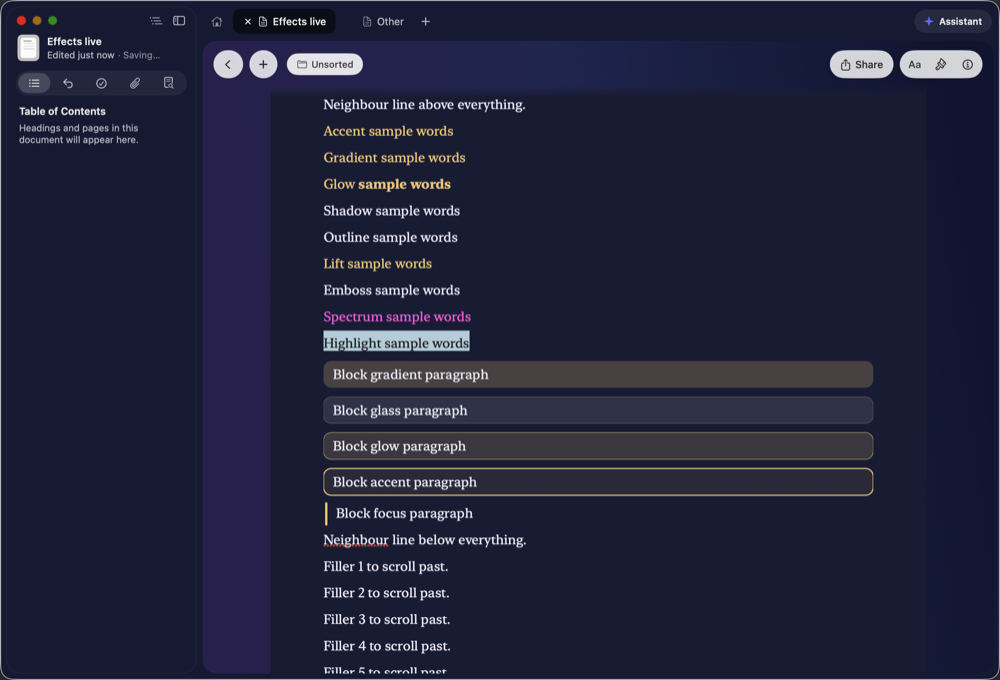 Effects live
Other
Assistant
Effects live
Edited just now · Saving...
Table of Contents
Headings and pages in this
document will appear here.
Unsorted
Share
Aa
Neighbour line above everything.
Accent sample words
Gradient sample words
Glow sample words
Shadow sample words
Outline sample words
Lift sample words
Emboss sample words
Spectrum sample words
Highlight sample words
Block gradient paragraph
Block glass paragraph
Block glow paragraph
Block accent paragraph
Block focus paragraph
Neighbour line below everything.
Filler 1 to scroll past.
Filler 2 to scroll past.
Filler 3 to scroll past.
Filler 4 to scroll past.
Filler 5 to scroll past.